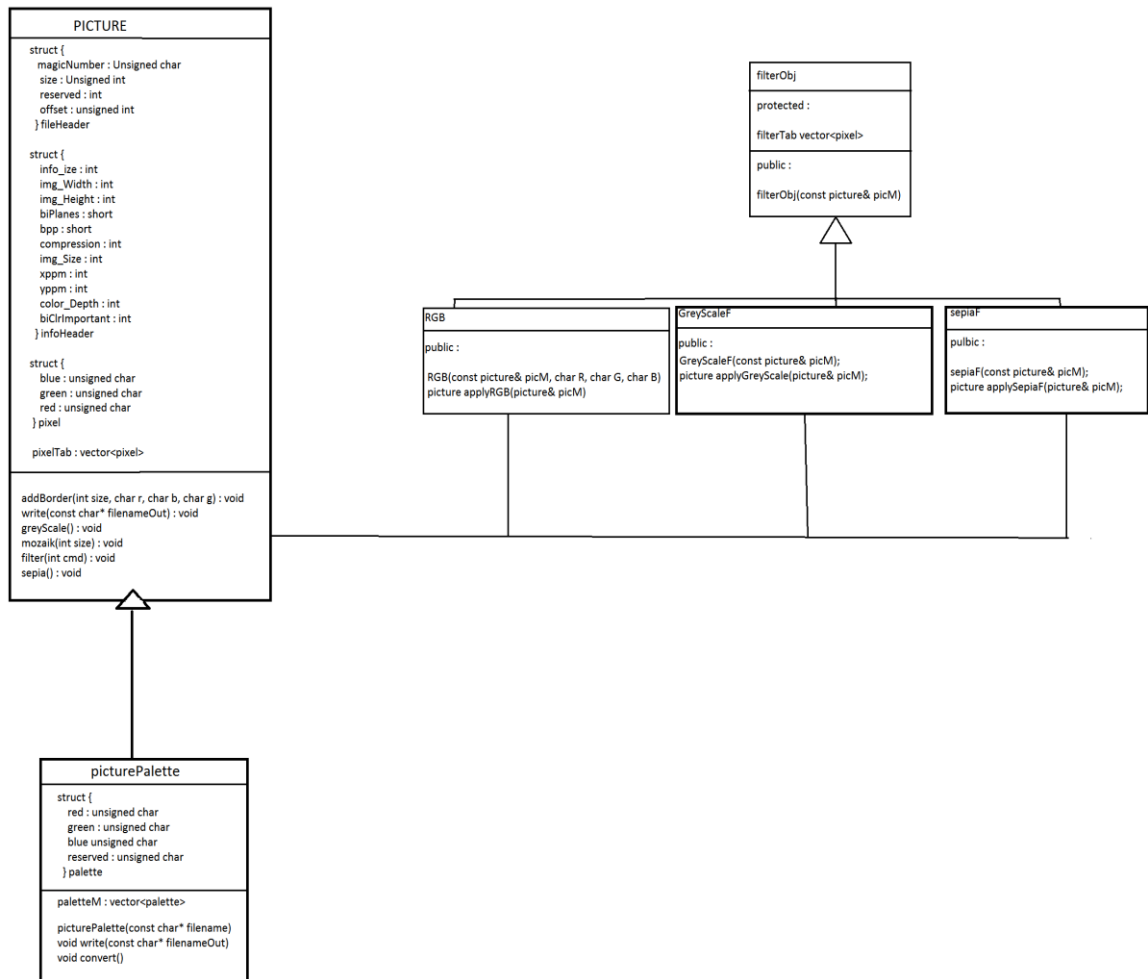 PICTURE
struct {
magicNumber : Unsigned char
size : Unsigned int
reserved : int
offset : unsigned int
} fileHeader
struct {
info_ize : int
img_Width : int
img_Height : int
biPlanes : short
bpp : short
compression : int
img_Size : int
xppm : int
yppm : int
color_Depth : int
biClrImportant : int
} infoHeader
struct {
blue : unsigned char
green : unsigned char
red : unsigned char
} pixel
pixelTab : vector<pixel>
addBorder(int size, char r, char b, char g) : void
write(const char* filenameOut) : void
greyScale() : void
mozaik(int size) : void
filter(int cmd) : void
sepia() : void
filterObj
protected :
filterTab vector<pixel>
public :
filterObj(const picture& picM)
RGB
public :
RGB(const picture& picM, char R, char G, char B)
picture applyRGB(picture& picM)
GreyScaleF
public :
GreyScaleF(const picture& picM);
picture applyGreyScale(picture& picM);
sepiaF
pulbic :
sepiaF(const picture& picM);
picture applySepiaF(picture& picM);
picturePalette
struct {
red : unsigned char
green : unsigned char
blue unsigned char
reserved : unsigned char
} palette
paletteM : vector<palette>
picturePalette(const char* filename)
void write(const char* filenameOut)
void convert()